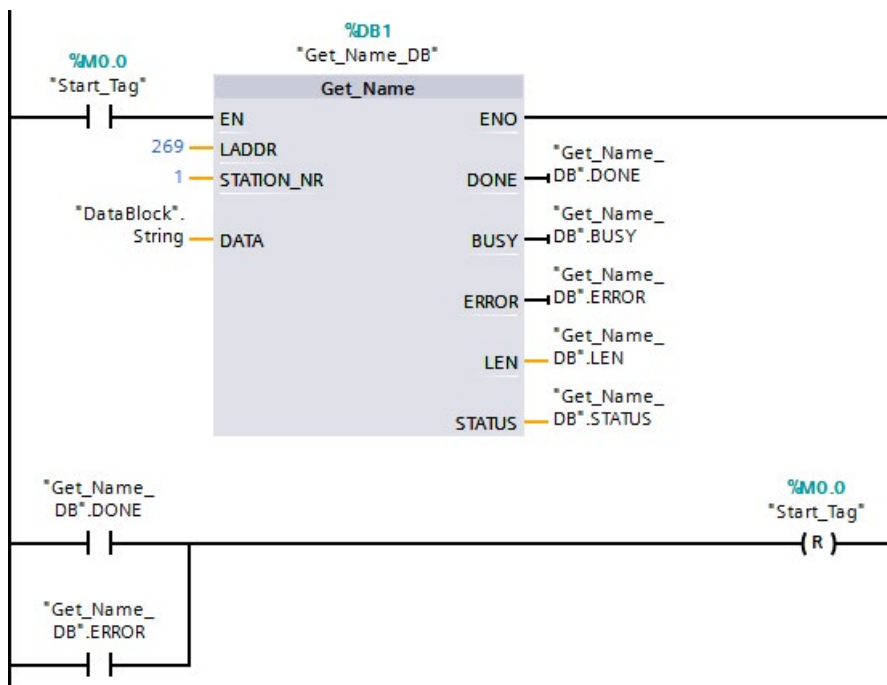 %DB1
"Get_Name_DB"
%M0.0
"Start_Tag"
Get_Name
EN
ENO
269
LADDR
1
STATION_NR
DONE
"Get_Name_
DB".DONE
"DataBlock".
String
DATA
BUSY
"Get_Name_
DB".BUSY
ERROR
"Get_Name_
DB".ERROR
LEN
"Get_Name_
DB".LEN
STATUS
"Get_Name_
DB".STATUS
"Get_Name_
DB".DONE
%M0.0
"Start_Tag"
R
"Get_Name_
DB".ERROR